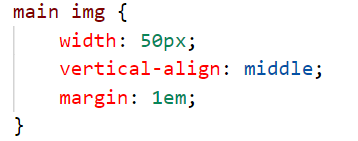 main img {
    width: 50px;
    vertical-align: middle;
    margin: 1em;
}